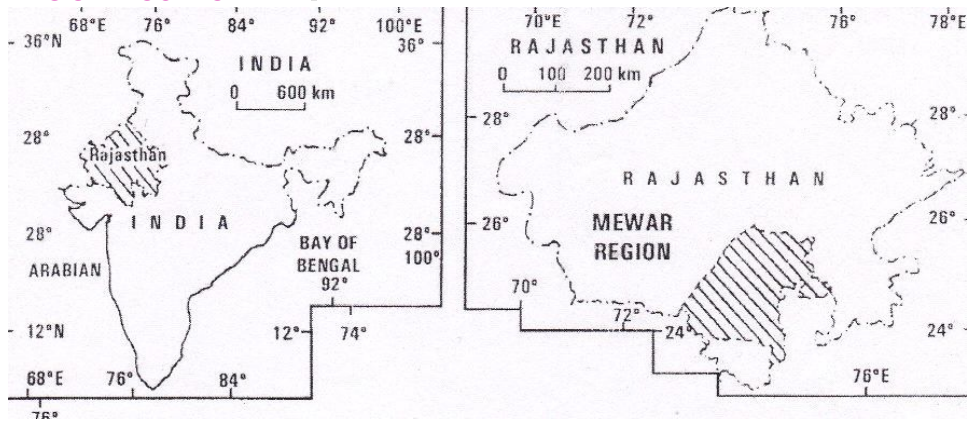 68°E 76° 84° 92° 100°E
36°N 36°
INDIA
0 600 km
28° 28°
Rajasthan
INDIA
28° 28°
100°
BAY OF
BENGAL
ARABIAN
92°
12°N 12° 74°
68°E 76° 84°
76°
70°E 72° 76° 78°E
RAJASTHAN
0 100 200 km
28° 28°
RAJASTHAN
26° 26°
MEWAR
REGION
70°
72° 24° 24°
76°E